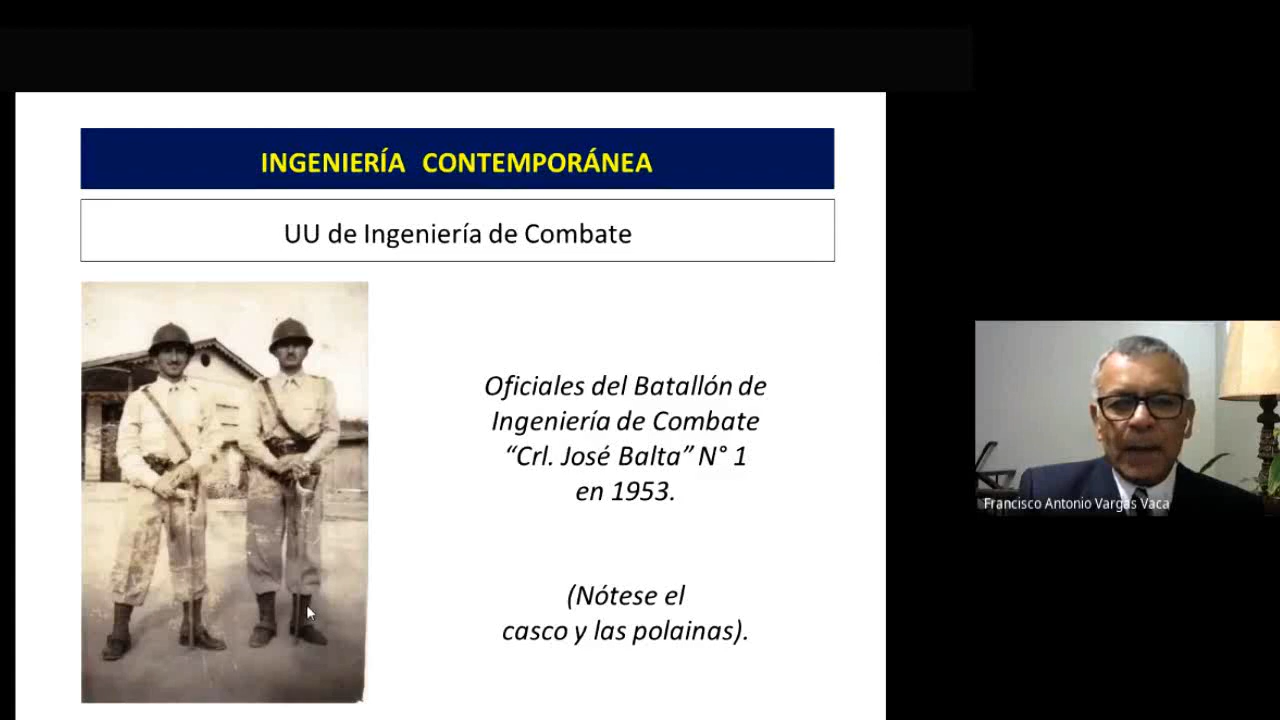 INGENIERÍA CONTEMPORÁNEA
UU de Ingeniería de Combate
Oficiales del Batallón de
Ingeniería de Combate
“Crl. José Balta” N° 1
en 1953.
(Nótese el
casco y las polainas).
Francisco Antonio Vargas Vaca